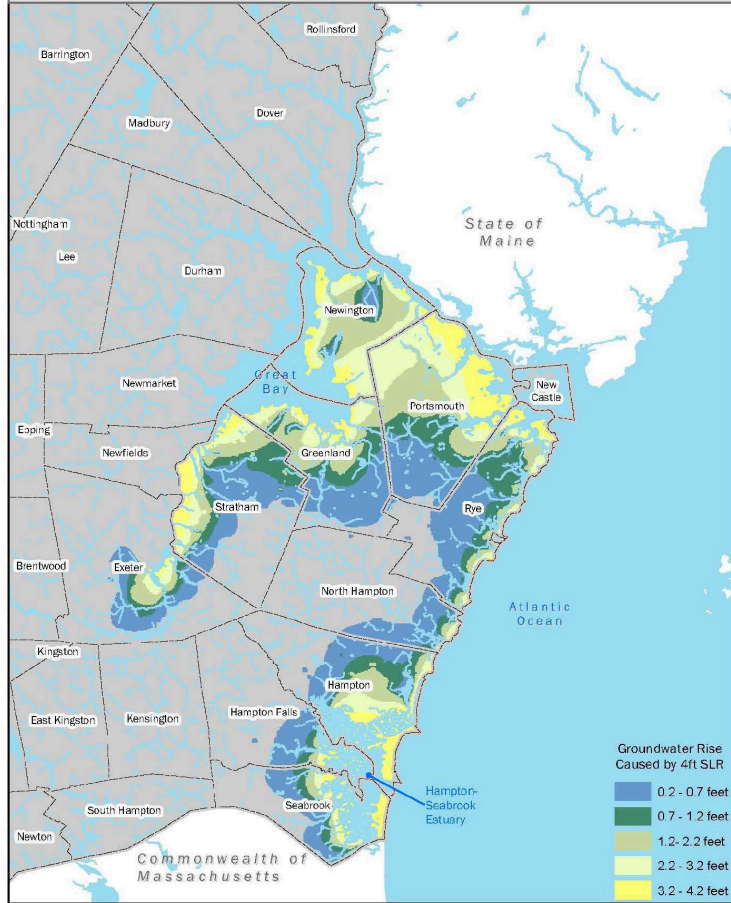 Rollinsford
Barrington
Dover
Madbury
Nottingham
State of
Maine
Lee
Durham
Newington
Great
Bay
Newmarket
New
Castle
Portsmouth
Epping
Newfields
Greenland
Stratham
Rye
Brentwood
Exeter
North Hampton
Atlantic
Ocean
Kingston
Hampton
East Kingston
Kensington
Hampton Falls
Groundwater Rise
Caused by 4ft SLR
0.2 - 0.7 feet
0.7 - 1.2 feet
1.2- 2.2 feet
2.2 - 3.2 feet
3.2 - 4.2 feet
Hampton-
Seabrook
Estuary
Seabrook
South Hampton
Newton
Commonwealth of
Massachusetts